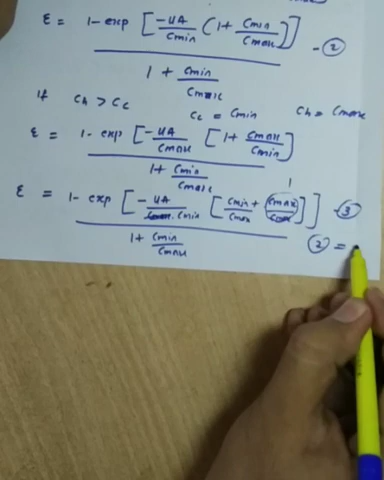 ε = 1 - exp [ -UA / Cmin ( 1 + Cmin / Cmax ) ] / 1 + Cmin / Cmax - ②
If Ch > Cc Cc = Cmin Ch = Cmax
ε = 1 - exp [ -UA / Cmax [ 1 + Cmax / Cmin ] / 1 + Cmin / Cmax
1
ε = 1 - exp [ -UA / Cmin [ Cmin / Cmax + Cmax / Cmax ] ] / 1 + Cmin / Cmax - ③
② =